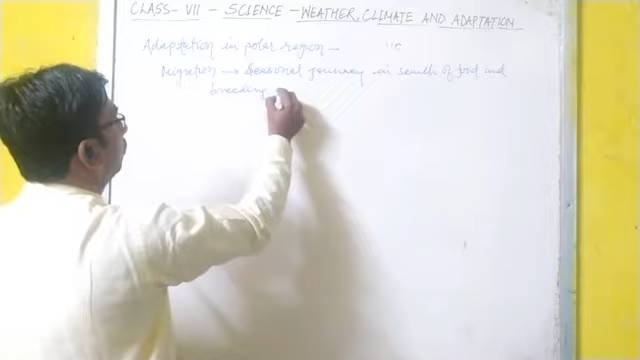 CLASS- VII - SCIENCE - WEATHER, CLIMATE AND ADAPTATION
Adaptation in polar region -
Migration → Seasonal journey in search of food and
breeding